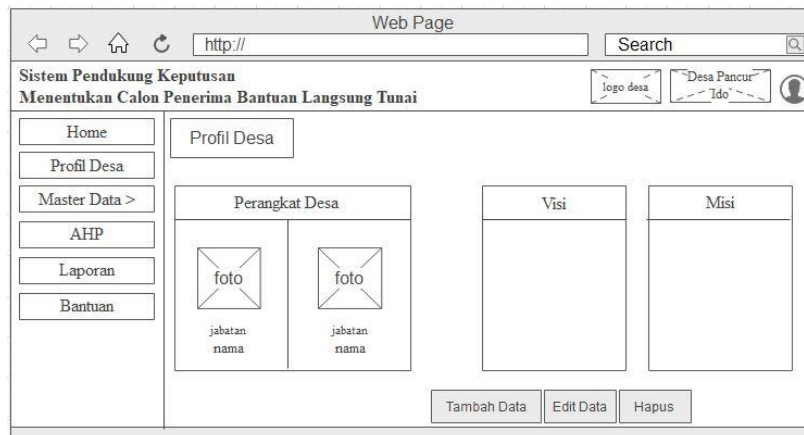 Web Page
http://
Search
Sistem Pendukung Keputusan
Menentukan Calon Penerima Bantuan Langsung Tunai
logo desa
Desa Pancur
Ido
Home
Profil Desa
Master Data >
AHP
Laporan
Bantuan
Profil Desa
Perangkat Desa
foto
jabatan
nama
foto
jabatan
nama
Visi
Misi
Tambah Data
Edit Data
Hapus